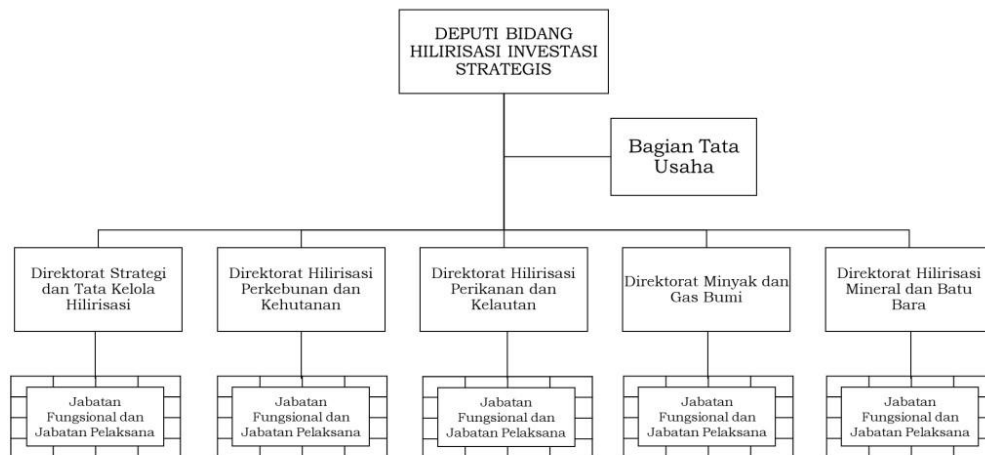 DEPUTI BIDANG
HILIRISASI INVESTASI
STRATEGIS
Bagian Tata
Usaha
Direktorat Strategi
dan Tata Kelola
Hilirisasi
Direktorat Hilirisasi
Perkebunan dan
Kehutanan
Direktorat Hilirisasi
Perikanan dan
Kelautan
Direktorat Minyak dan
Gas Bumi
Direktorat Hilirisasi
Mineral dan Batu
Bara
Jabatan
Fungsional dan
Jabatan Pelaksana
Jabatan
Fungsional dan
Jabatan Pelaksana
Jabatan
Fungsional dan
Jabatan Pelaksana
Jabatan
Fungsional dan
Jabatan Pelaksana
Jabatan
Fungsional dan
Jabatan Pelaksana